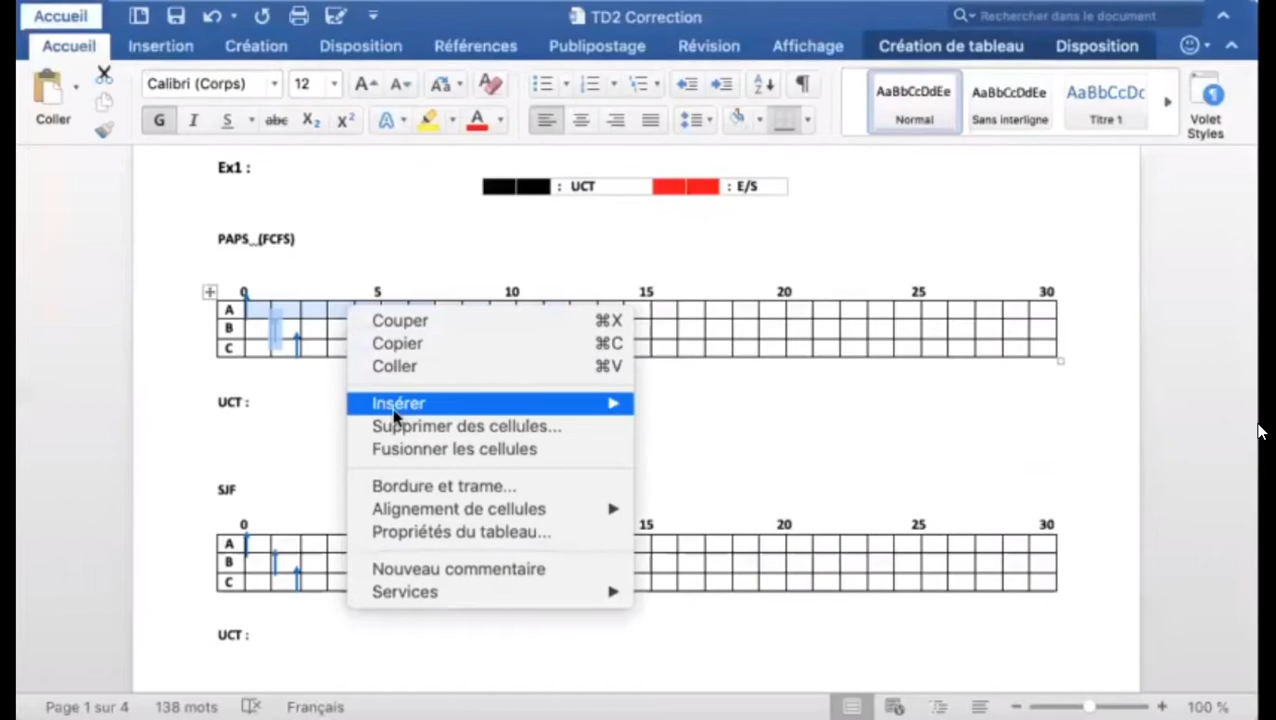 Accueil
TD2 Correction
Rechercher dans le document
Accueil Insertion Création Disposition Références Publipostage Révision Affichage Création de tableau Disposition
Coller
Calibri (Corps) 12
G I S abc X₂ X² A A
AaBbCcDdEe AaBbCcDdEe AaBbCcDc
Normal Sans interligne Titre 1
Volet
Styles
Ex1 :
: UCT : E/S
PAPS_(FCFS)
0 5 10 15 20 25 30
A
B
C
Couper ⌘X
Copier ⌘C
Coller ⌘V
Insérer
Supprimer des cellules...
Fusionner les cellules
Bordure et trame...
Alignement de cellules
Propriétés du tableau...
Nouveau commentaire
Services
UCT :
SJF
0 15 20 25 30
A
B
C
UCT :
Page 1 sur 4 138 mots Français 100 %